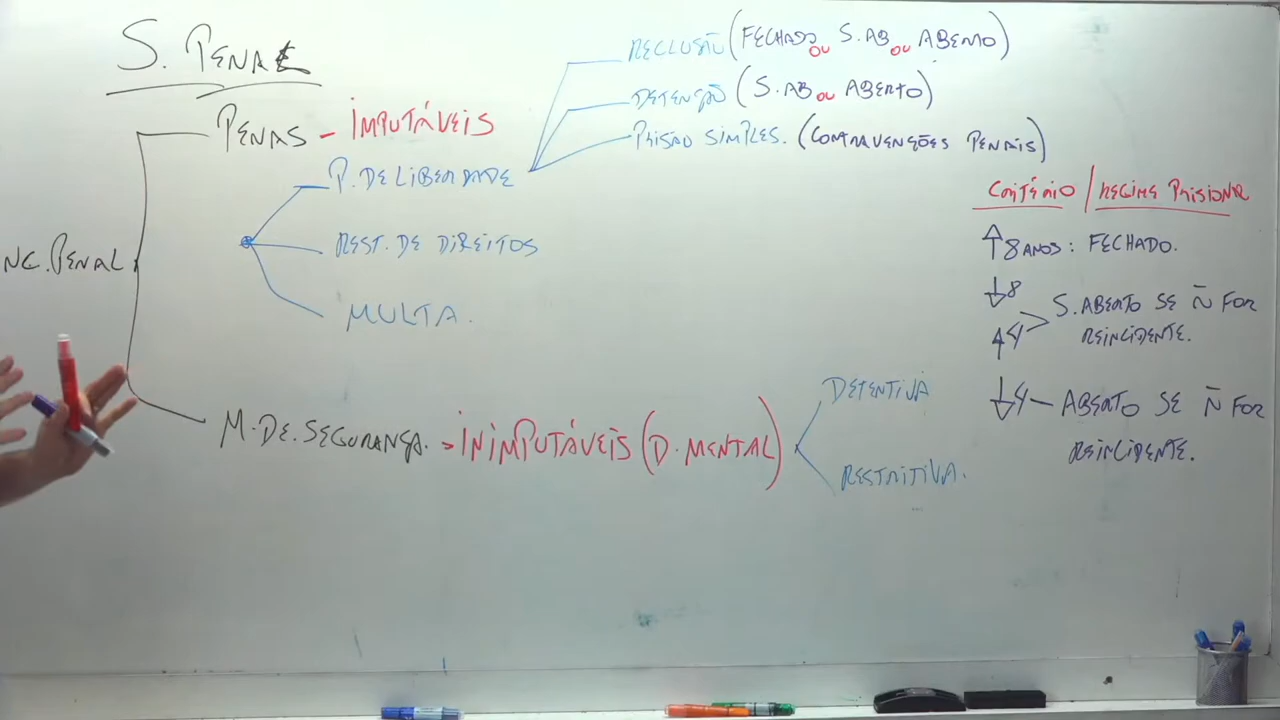 S. PENAL
PENAS - IMPUTÁVEIS
RECLUSÃO (FECHADO OU S.AB OU ABERTO)
DETENÇÃO (S.AB OU ABERTO)
PRISÃO SIMPLES. (CONTRAVENÇÕES PENAIS)
P. DE LIBERDADE
REST. DE DIREITOS
MULTA.
NC. PENAL
M. DE. SEGURANÇA. → INIMPUTÁVEIS (D. MENTAL)
DETENTIVA
RESTRITIVA.
CRITÉRIO / REGIME PRISIONAL
↑ 8 ANOS: FECHADO.
↓ 8
↑ 4
S. ABERTO SE Ñ FOR
REINCIDENTE.
↓ 4 — ABERTO SE Ñ FOR
REINCIDENTE.